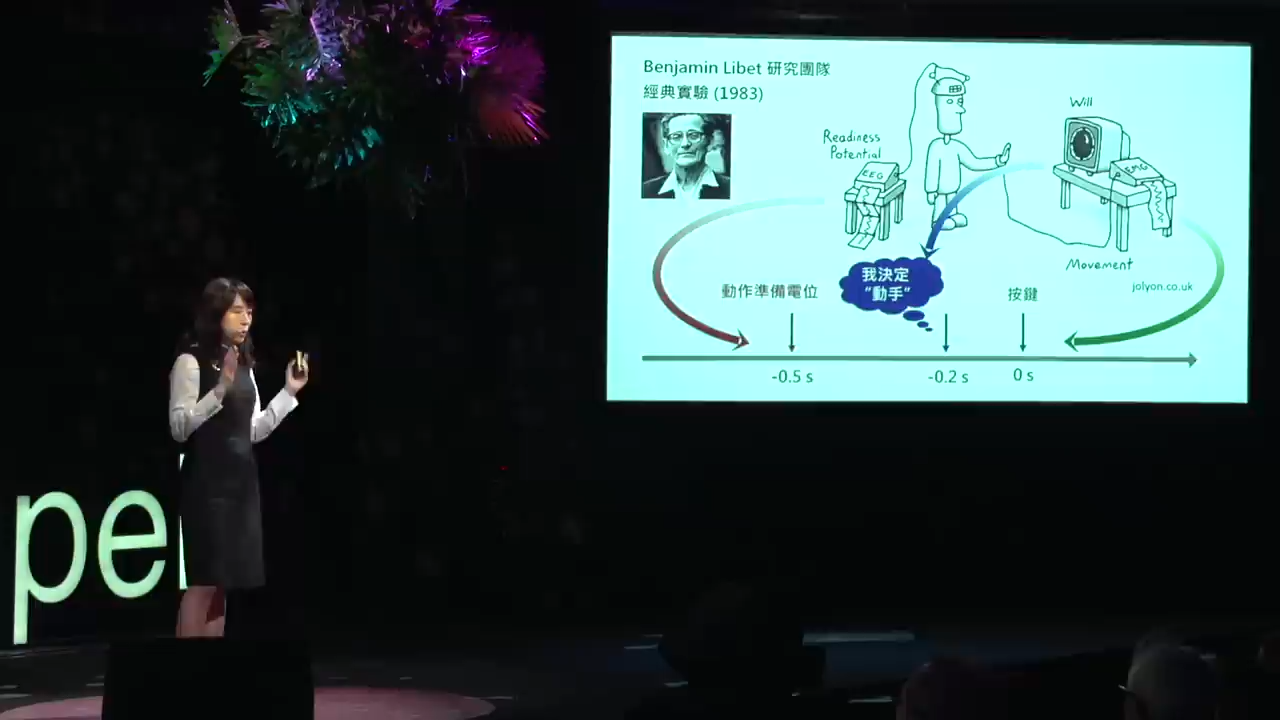 Benjamin Libet 研究團隊
經典實驗 (1983)
Readiness
Potential
EEG
Will
EMG
Movement
jolyon.co.uk
動作準備電位
我決定
"動手"
按鍵
-0.5 s
-0.2 s
0 s
pe